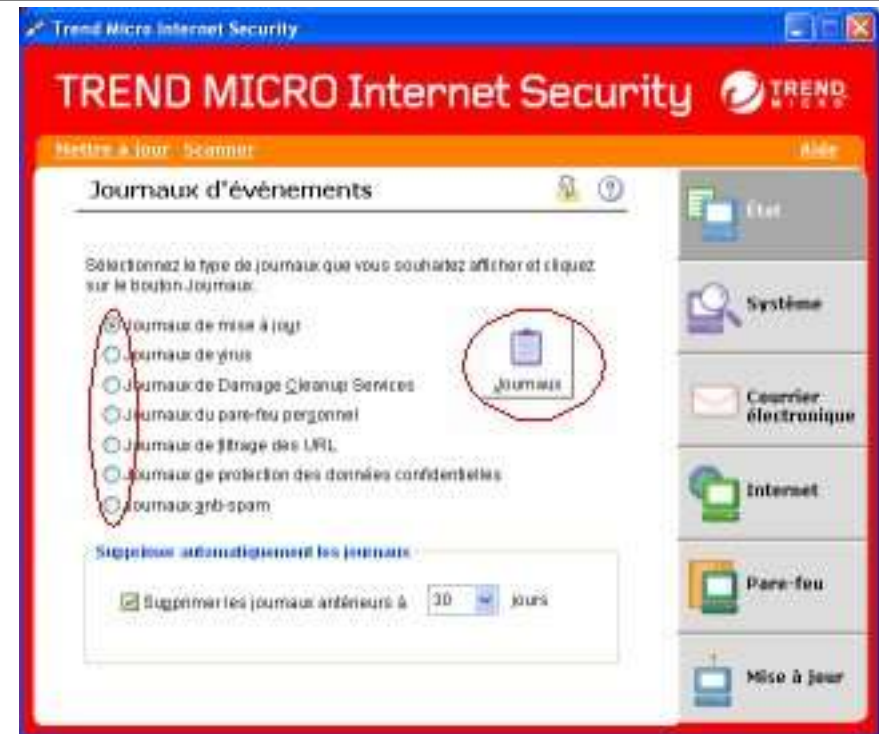 Trend Micro Internet Security
TREND MICRO Internet Security
TREND MICRO
Mettre à jour Scanner Aide
Journaux d'événements
Sélectionnez le type de journaux que vous souhaitez afficher et cliquez
sur le bouton Journaux.
Journaux de mise à jour
Journaux de virus
Journaux de Damage Cleanup Services
Journaux du pare-feu personnel
Journaux de filtrage des URL
Journaux de protection des données confidentielles
Journaux anti-spam
Journaux
Supprimer automatiquement les journaux
Supprimer les journaux antérieurs à 30 jours
État
Système
Courrier
électronique
Internet
Pare-feu
Mise à jour